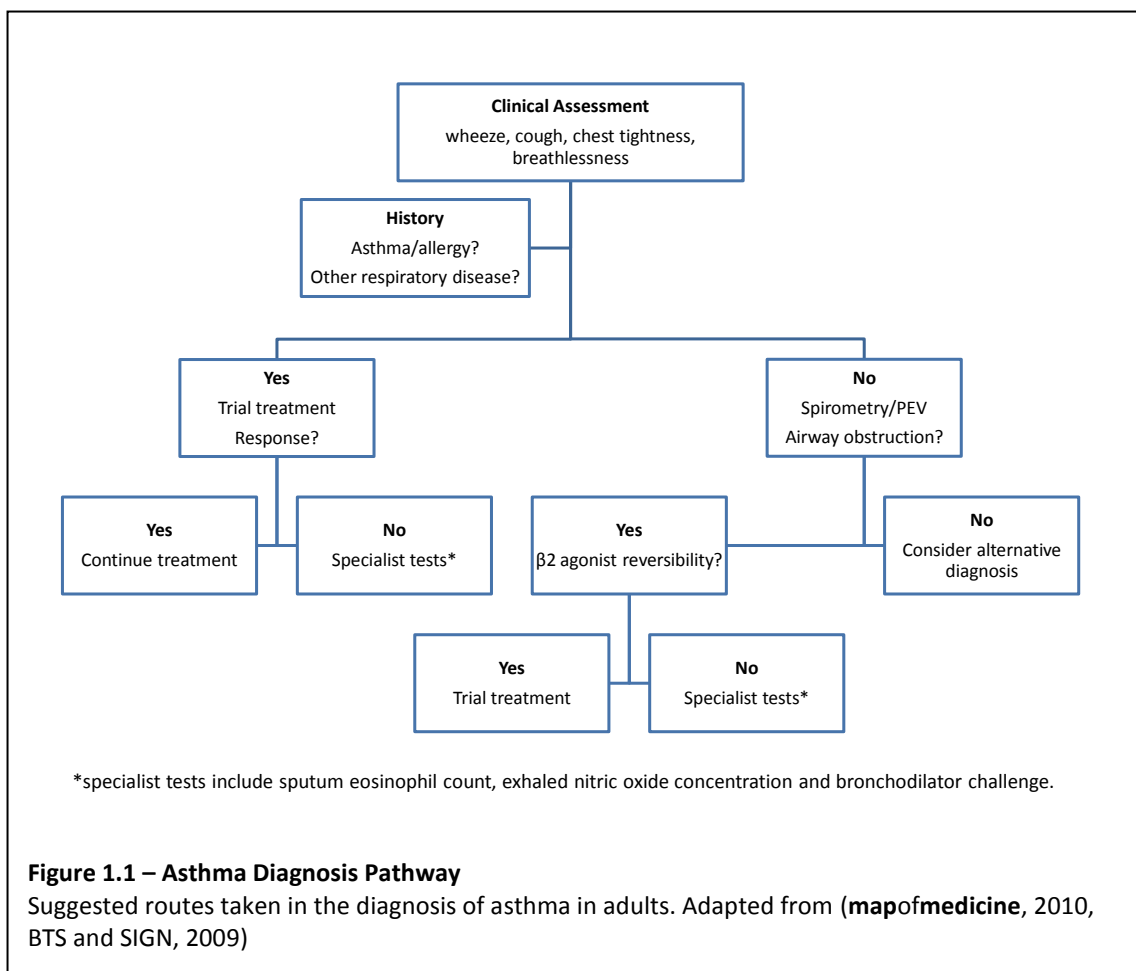 Clinical Assessment
wheeze, cough, chest tightness,
breathlessness
History
Asthma/allergy?
Other respiratory disease?
Yes
Trial treatment
Response?
No
Spirometry/PEV
Airway obstruction?
Yes
Continue treatment
No
Specialist tests*
Yes
β2 agonist reversibility?
No
Consider alternative
diagnosis
Yes
Trial treatment
No
Specialist tests*
*specialist tests include sputum eosinophil count, exhaled nitric oxide concentration and bronchodilator challenge.
Figure 1.1 – Asthma Diagnosis Pathway
Suggested routes taken in the diagnosis of asthma in adults. Adapted from (mapofmedicine, 2010,
BTS and SIGN, 2009)